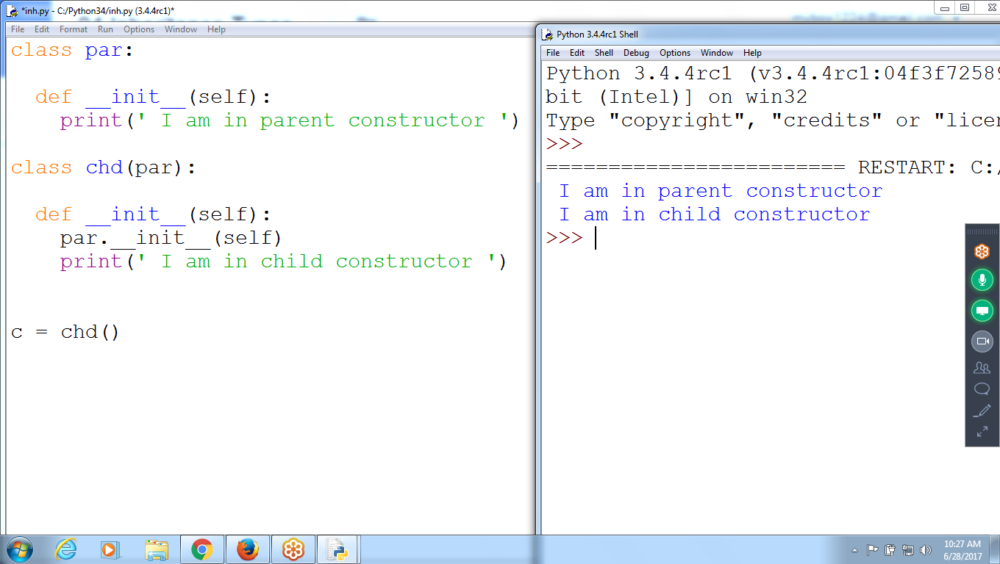 *inh.py - C:/Python34/inh.py (3.4.4rc1)*
File Edit Format Run Options Window Help
class par:
def __init__(self):
print(' I am in parent constructor ')
class chd(par):
def __init__(self):
par.__init__(self)
print(' I am in child constructor ')
c = chd()
Python 3.4.4rc1 Shell
File Edit Shell Debug Options Window Help
Python 3.4.4rc1 (v3.4.4rc1:04f3f72589
bit (Intel)] on win32
Type "copyright", "credits" or "licen
>>>
======================== RESTART: C:/
I am in parent constructor
I am in child constructor
>>>
10:27 AM
6/28/2017